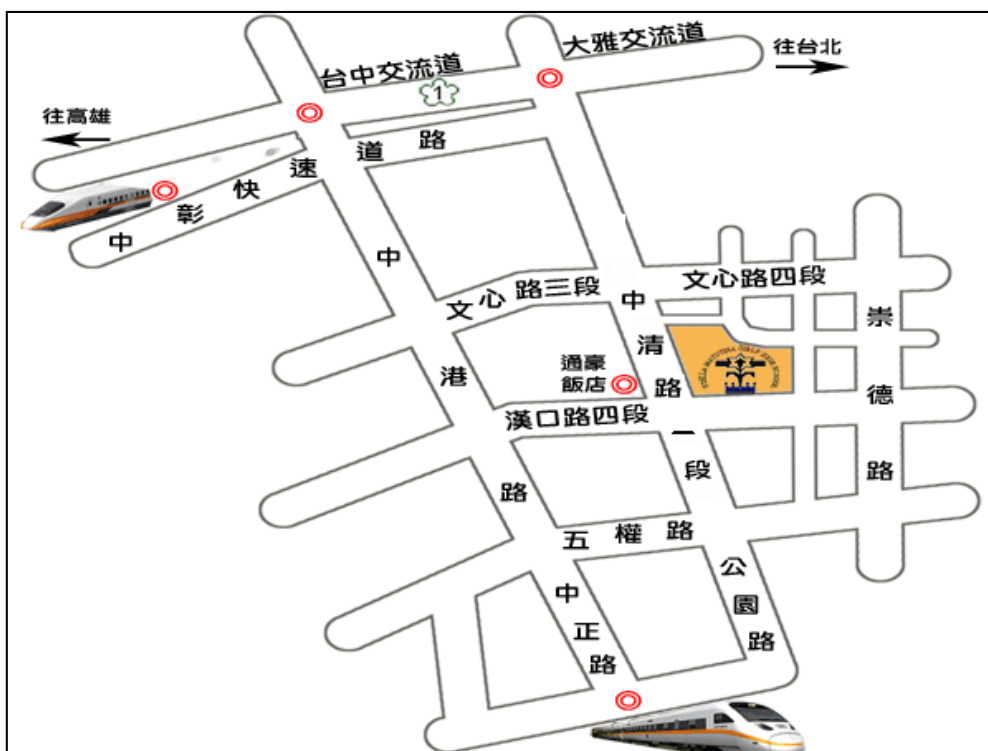 大雅交流道
往台北
台中交流道
1
往高雄
中彰快速道路
文心路四段
文心路三段
中港路
中清路一段
崇德路
通豪
飯店
漢口路四段
五權路
中正路
公園路